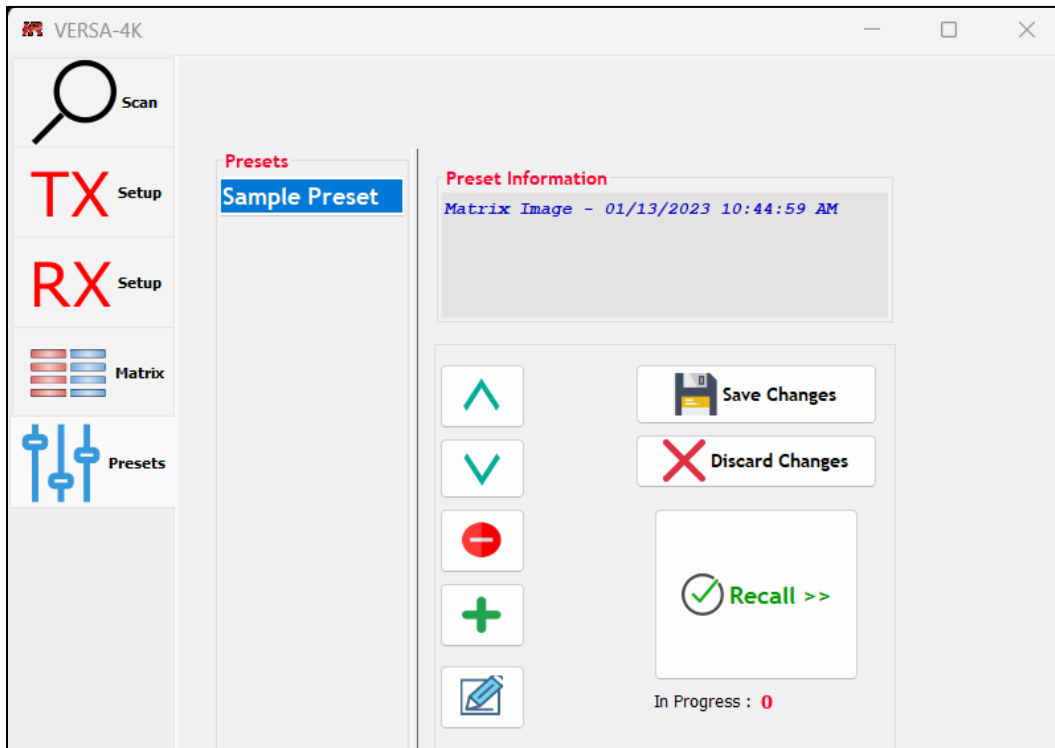 VERSA-4K
Scan
TX Setup
RX Setup
Matrix
Presets
Presets
Sample Preset
Preset Information
Matrix Image - 01/13/2023 10:44:59 AM
Save Changes
Discard Changes
Recall >>
In Progress : 0